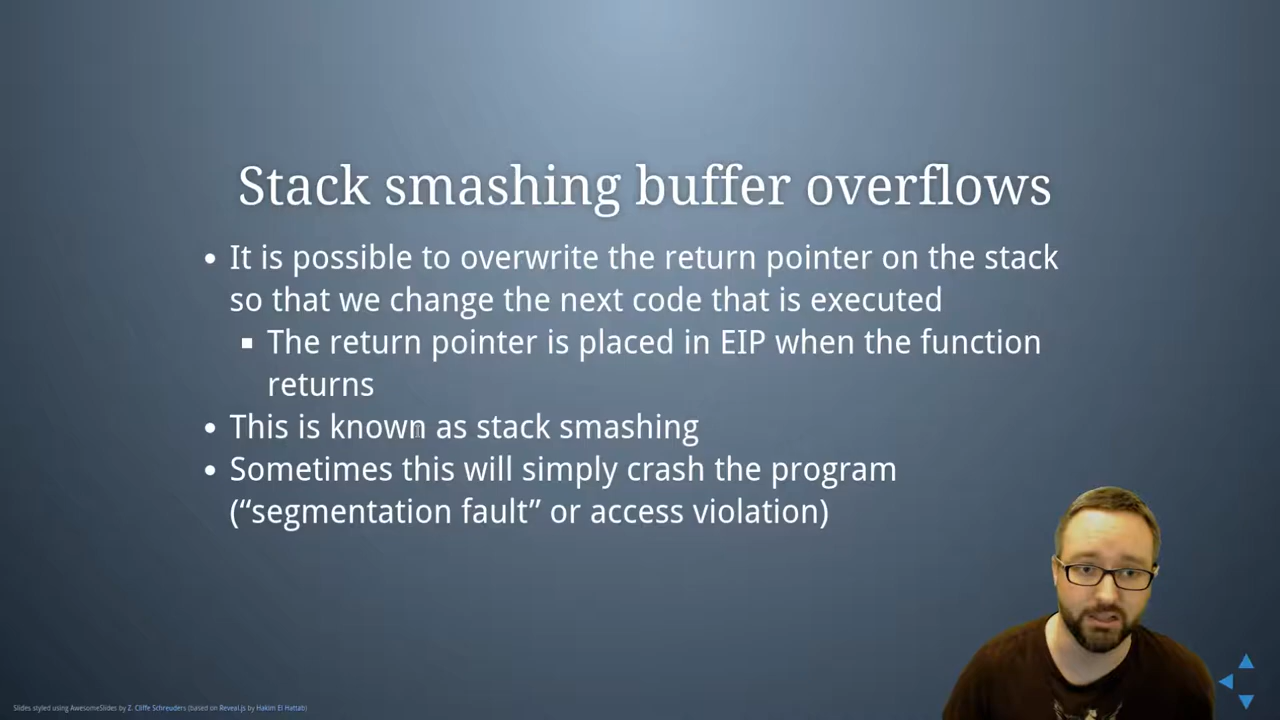 Stack smashing buffer overflows
• It is possible to overwrite the return pointer on the stack
so that we change the next code that is executed
▪ The return pointer is placed in EIP when the function
returns
• This is known as stack smashing
• Sometimes this will simply crash the program
(“segmentation fault” or access violation)
Slides styled using AwesomeSlides by Z. Cliffe Schreuders (based on Reveal.js by Hakim El Hattab)